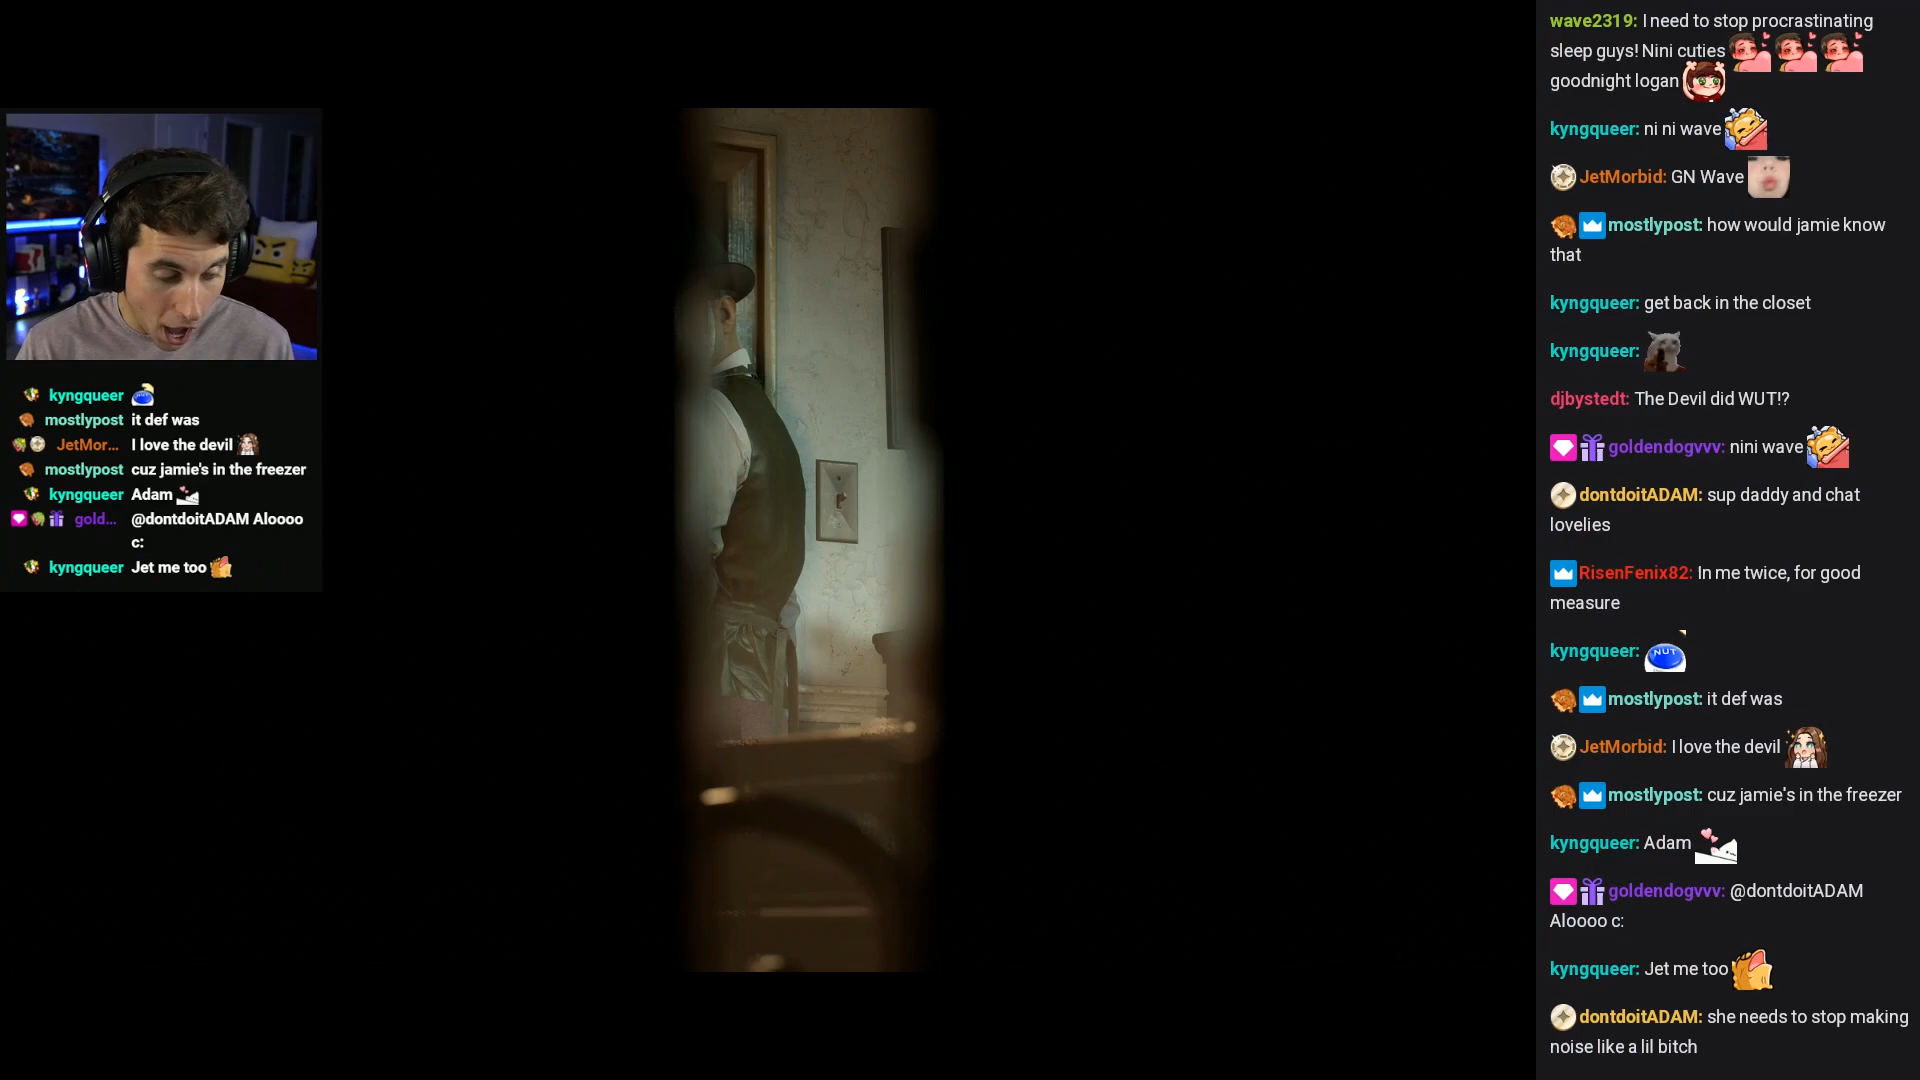 kyngqueer
mostlypost it def was
JetMor... I love the devil
mostlypost cuz jamie's in the freezer
kyngqueer Adam
gold... @dontdoitADAM Aloooo
c:
kyngqueer Jet me too
wave2319: I need to stop procrastinating
sleep guys! Nini cuties
goodnight logan
kyngqueer: ni ni wave
JetMorbid: GN Wave
mostlypost: how would jamie know
that
kyngqueer: get back in the closet
kyngqueer:
djbystedt: The Devil did WUT!?
goldendogvvv: nini wave
dontdoitADAM: sup daddy and chat
lovelies
RisenFenix82: In me twice, for good
measure
kyngqueer: NUT
mostlypost: it def was
JetMorbid: I love the devil
mostlypost: cuz jamie's in the freezer
kyngqueer: Adam
goldendogvvv: @dontdoitADAM
Aloooo c:
kyngqueer: Jet me too
dontdoitADAM: she needs to stop making
noise like a lil bitch